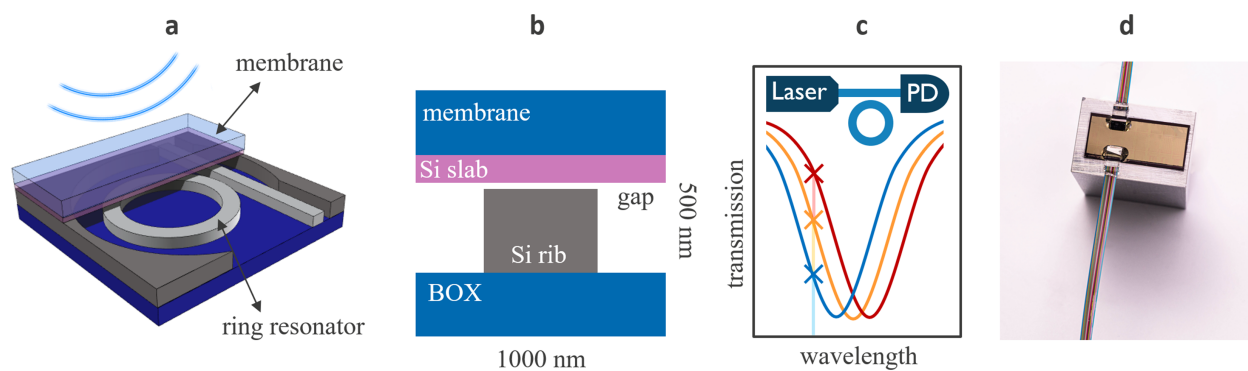 a
membrane
ring resonator
b
membrane
Si slab
gap
Si rib
BOX
500 nm
1000 nm
c
Laser
PD
transmission
wavelength
d